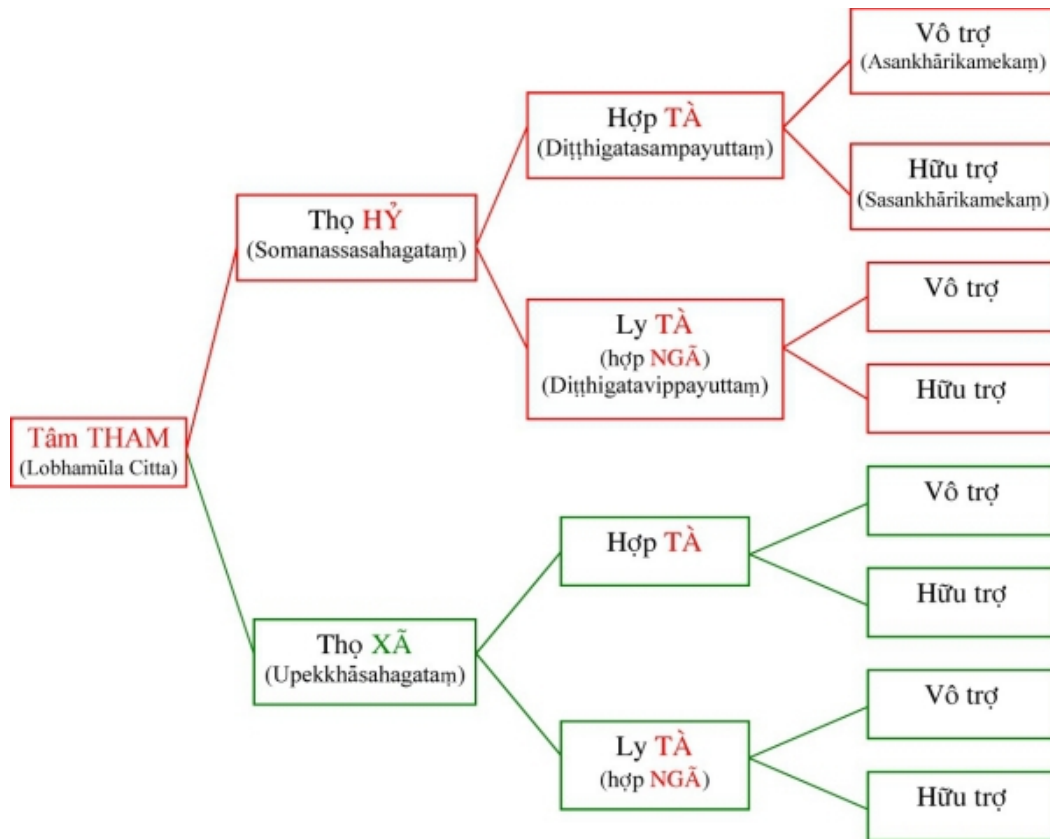 Tâm THAM
(Lobhamūla Citta)
Thọ HỶ
(Somanassasahagataṃ)
Hợp TÀ
(Diṭṭhigatasampayuttaṃ)
Vô trợ
(Asankhārikamekaṃ)
Hữu trợ
(Sasankhārikamekaṃ)
Ly TÀ
(hợp NGÃ)
(Diṭṭhigatavippayuttaṃ)
Vô trợ
Hữu trợ
Thọ XÃ
(Upekkhāsahagataṃ)
Hợp TÀ
Vô trợ
Hữu trợ
Ly TÀ
(hợp NGÃ)
Vô trợ
Hữu trợ